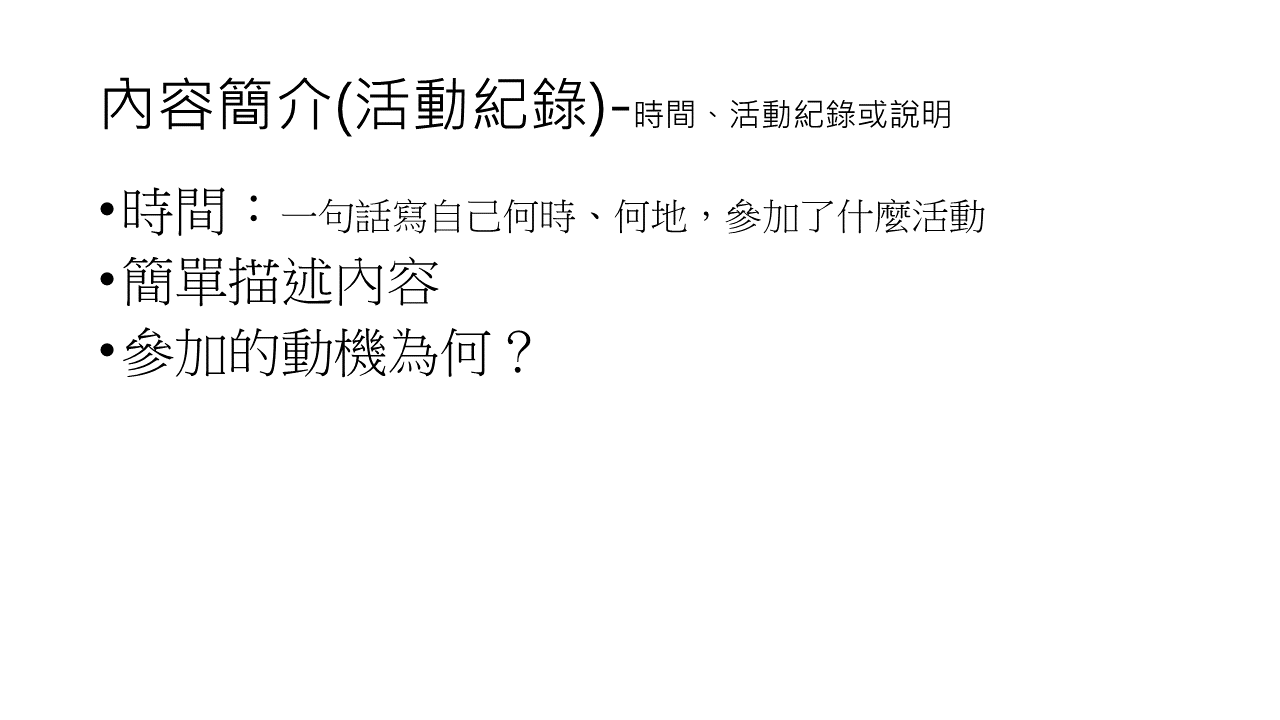 內容簡介(活動紀錄)-時間、活動紀錄或說明
•時間：一句話寫自己何時、何地，參加了什麼活動
•簡單描述內容
•參加的動機為何？